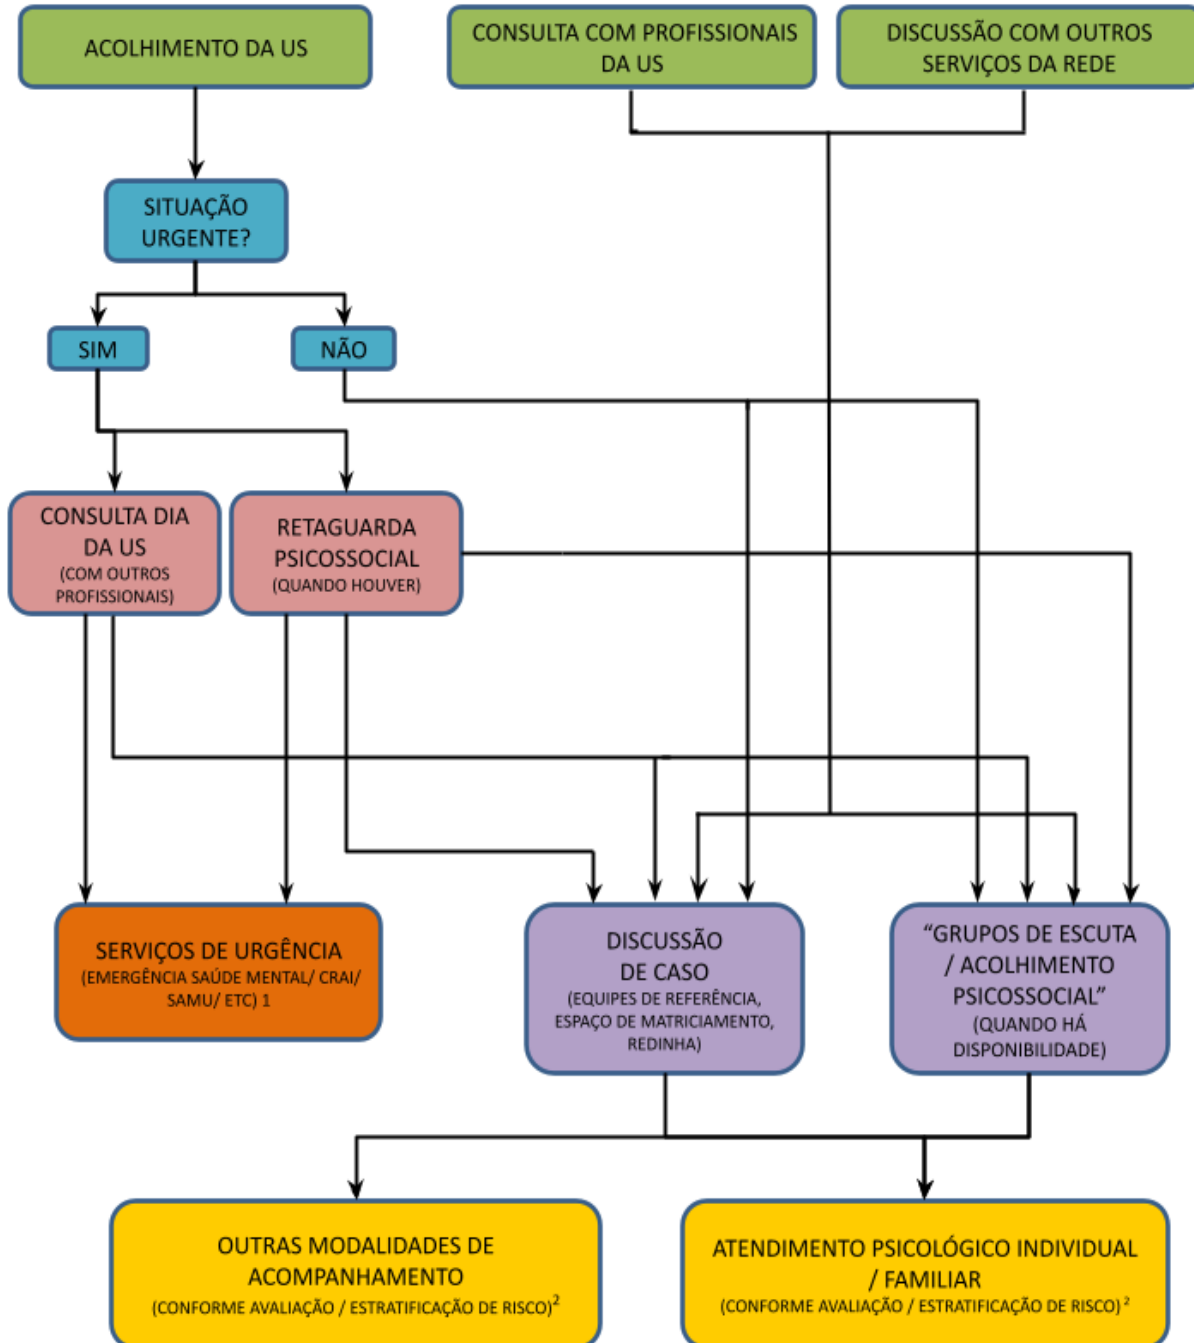 ACOLHIMENTO DA US
CONSULTA COM PROFISSIONAIS
DA US
DISCUSSÃO COM OUTROS
SERVIÇOS DA REDE
SITUAÇÃO
URGENTE?
SIM
NÃO
CONSULTA DIA
DA US
(COM OUTROS
PROFISSIONAIS)
RETAGUARDA
PSICOSSOCIAL
(QUANDO HOUVER)
SERVIÇOS DE URGÊNCIA
(EMERGÊNCIA SAÚDE MENTAL/ CRAI/
SAMU/ ETC) 1
DISCUSSÃO
DE CASO
(EQUIPES DE REFERÊNCIA,
ESPAÇO DE MATRICIAMENTO,
REDINHA)
“GRUPOS DE ESCUTA
/ ACOLHIMENTO
PSICOSSOCIAL”
(QUANDO HÁ
DISPONIBILIDADE)
OUTRAS MODALIDADES DE
ACOMPANHAMENTO
(CONFORME AVALIAÇÃO / ESTRATIFICAÇÃO DE RISCO)²
ATENDIMENTO PSICOLÓGICO INDIVIDUAL
/ FAMILIAR
(CONFORME AVALIAÇÃO / ESTRATIFICAÇÃO DE RISCO) ²